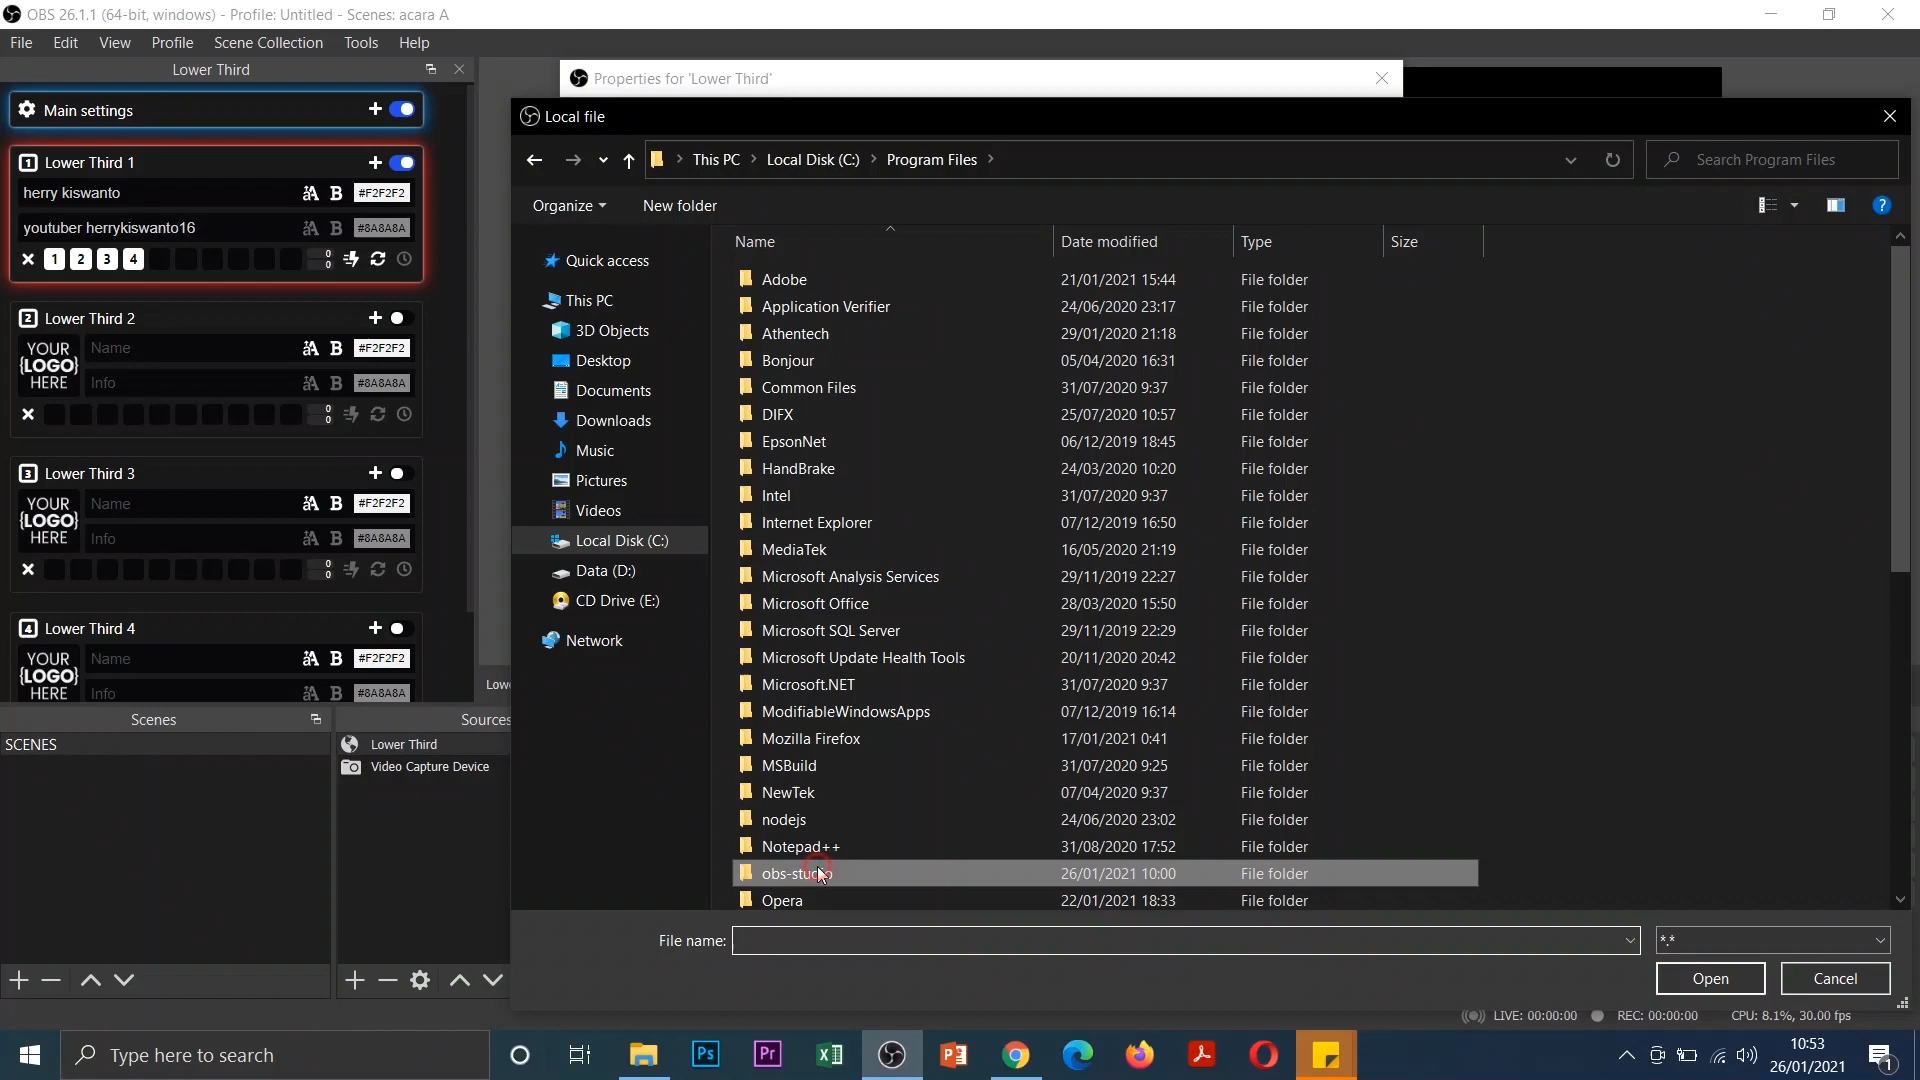 OBS 26.1.1 (64-bit, windows) - Profile: Untitled - Scenes: acara A
File Edit View Profile Scene Collection Tools Help
Lower Third
Main settings
1 Lower Third 1
herry kiswanto B #F2F2F2
youtuber herrykiswanto16 B #8A8A8A
1 2 3 4 0
0
2 Lower Third 2
YOUR {LOGO} HERE
Name B #F2F2F2
Info B #8A8A8A
0
0
3 Lower Third 3
YOUR {LOGO} HERE
Name B #F2F2F2
Info B #8A8A8A
0
0
4 Lower Third 4
YOUR {LOGO} HERE
Name B #F2F2F2
Info B #8A8A8A
Scenes
SCENES
Sources
Lower Third
Video Capture Device
Properties for 'Lower Third'
Local file
This PC Local Disk (C:) Program Files
Search Program Files
Organize New folder ?
Quick access
This PC
3D Objects
Desktop
Documents
Downloads
Music
Pictures
Videos
Local Disk (C:)
Data (D:)
CD Drive (E:)
Network
Name Date modified Type Size
Adobe 21/01/2021 15:44 File folder
Application Verifier 24/06/2020 23:17 File folder
Athentech 29/01/2020 21:18 File folder
Bonjour 05/04/2020 16:31 File folder
Common Files 31/07/2020 9:37 File folder
DIFX 25/07/2020 10:57 File folder
EpsonNet 06/12/2019 18:45 File folder
HandBrake 24/03/2020 10:20 File folder
Intel 31/07/2020 9:37 File folder
Internet Explorer 07/12/2019 16:50 File folder
MediaTek 16/05/2020 21:19 File folder
Microsoft Analysis Services 29/11/2019 22:27 File folder
Microsoft Office 28/03/2020 15:50 File folder
Microsoft SQL Server 29/11/2019 22:29 File folder
Microsoft Update Health Tools 20/11/2020 20:42 File folder
Microsoft.NET 31/07/2020 9:37 File folder
ModifiableWindowsApps 07/12/2019 16:14 File folder
Mozilla Firefox 17/01/2021 0:41 File folder
MSBuild 31/07/2020 9:25 File folder
NewTek 07/04/2020 9:37 File folder
nodejs 24/06/2020 23:02 File folder
Notepad++ 31/08/2020 17:52 File folder
obs-studio 26/01/2021 10:00 File folder
Opera 22/01/2021 18:33 File folder
File name: *.*
Open Cancel
LIVE: 00:00:00 REC: 00:00:00 CPU: 8.1%, 30.00 fps
Type here to search
Ps Pr
10:53
26/01/2021
1